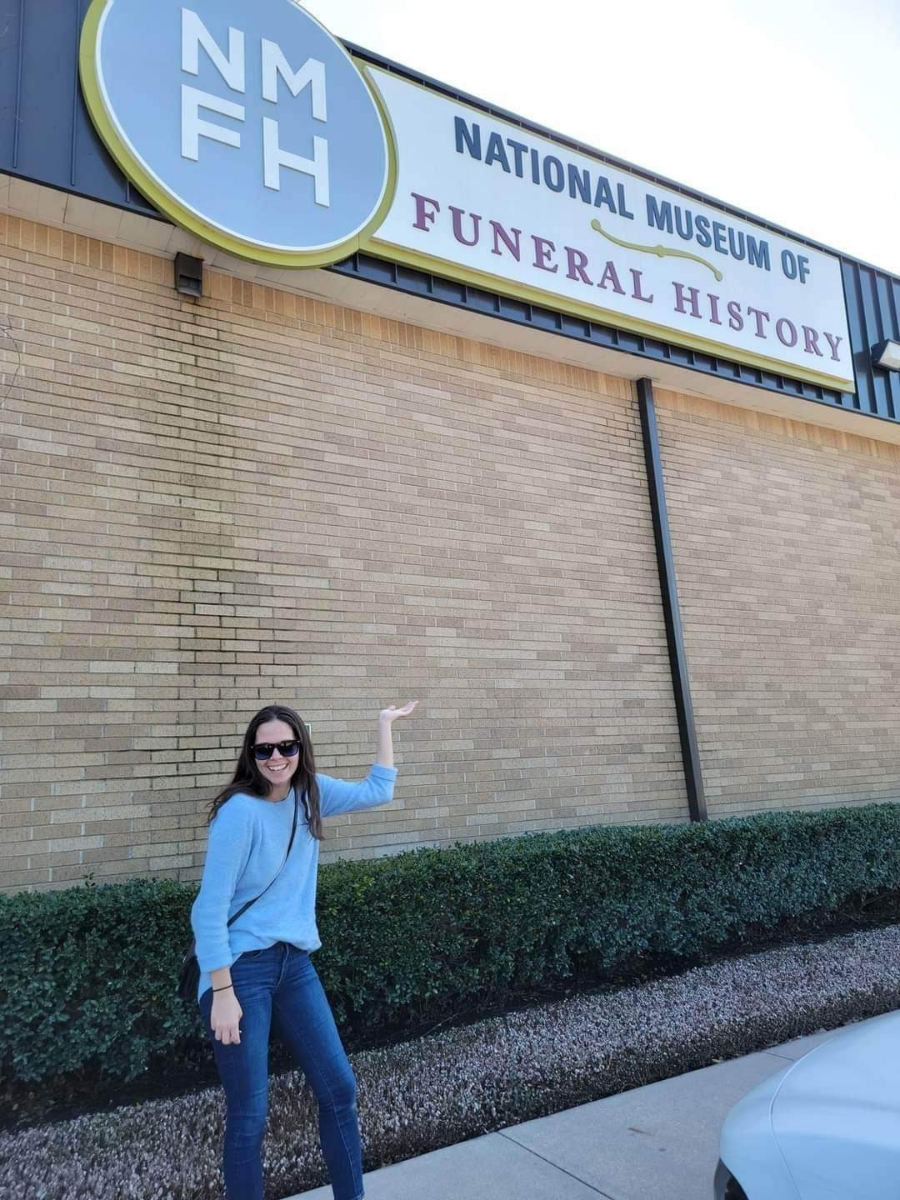 NM
FH
NATIONAL MUSEUM OF
FUNERAL HISTORY